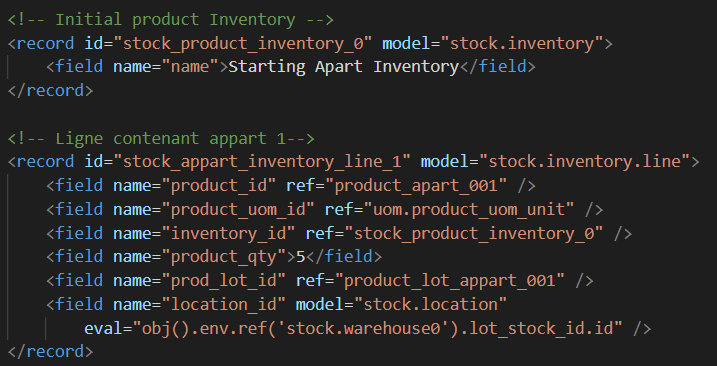 <!-- Initial product Inventory -->
<record id="stock_product_inventory_0" model="stock.inventory">
    <field name="name">Starting Apart Inventory</field>
</record>

<!-- Ligne contenant appart 1-->
<record id="stock_appart_inventory_line_1" model="stock.inventory.line">
    <field name="product_id" ref="product_apart_001" />
    <field name="product_uom_id" ref="uom.product_uom_unit" />
    <field name="inventory_id" ref="stock_product_inventory_0" />
    <field name="product_qty">5</field>
    <field name="prod_lot_id" ref="product_lot_appart_001" />
    <field name="location_id" model="stock.location"
        eval="obj().env.ref('stock.warehouse0').lot_stock_id.id" />
</record>